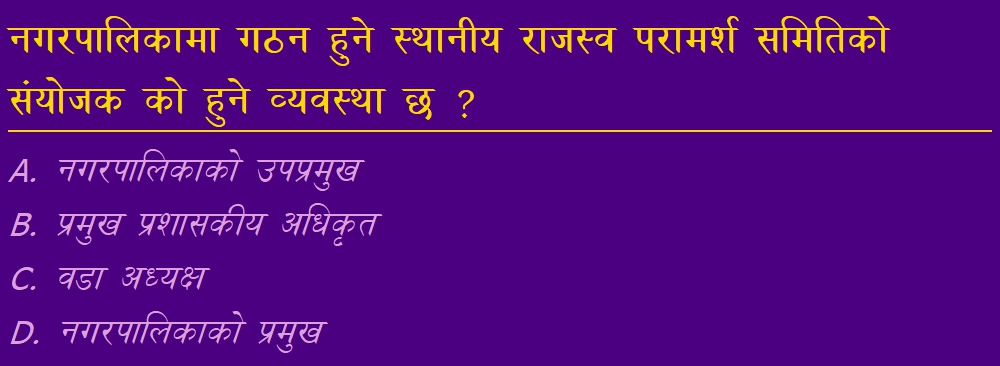 नगरपालिकामा गठन हुने स्थानीय राजस्व परामर्श समितिको
संयोजक को हुने व्यवस्था छ ?
A. नगरपालिकाको उपप्रमुख
B. प्रमुख प्रशासकीय अधिकृत
C. वडा अध्यक्ष
D. नगरपालिकाको प्रमुख